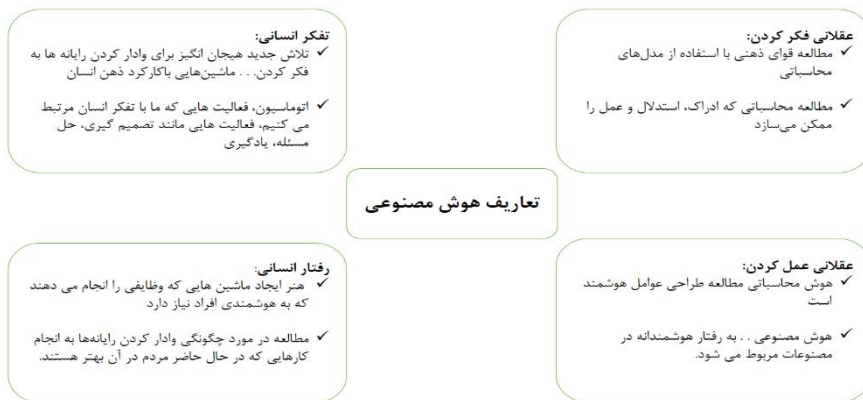 عقلانی فکر کردن:
✓ مطالعه قوای ذهنی با استفاده از مدل‌های
محاسباتی
✓ مطالعه محاسباتی که ادراک، استدلال و عمل را
ممکن می‌سازد
تفکر انسانی:
✓ تلاش جدید هیجان انگیز برای وادار کردن رایانه ها به
فکر کردن. . . ماشین‌هایی باکارکرد ذهن انسان
✓ اتوماسیون، فعالیت هایی که ما با تفکر انسان مرتبط
می کنیم، فعالیت هایی مانند تصمیم گیری، حل
مسئله، یادگیری
تعاریف هوش مصنوعی
عقلانی عمل کردن:
✓ هوش محاسباتی مطالعه طراحی عوامل هوشمند
است
✓ هوش مصنوعی . . به رفتار هوشمندانه در
مصنوعات مربوط می شود.
رفتار انسانی:
✓ هنر ایجاد ماشین هایی که وظایفی را انجام می دهند
که به هوشمندی افراد نیاز دارد
✓ مطالعه در مورد چگونگی وادار کردن رایانه‌ها به انجام
کارهایی که در حال حاضر مردم در آن بهتر هستند.